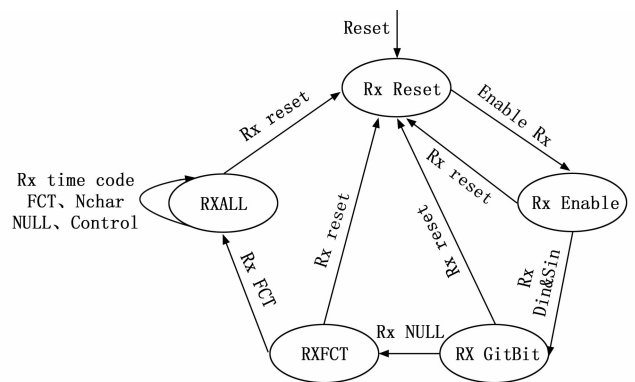 Reset
Rx Reset
Rx reset
Enable Rx
Rx reset
Rx time code
FCT、Nchar
NULL、Control
RXALL
Rx Enable
Rx reset
Rx reset
Rx FCT
Rx
Din&Sin
Rx NULL
RXFCT
RX GitBit